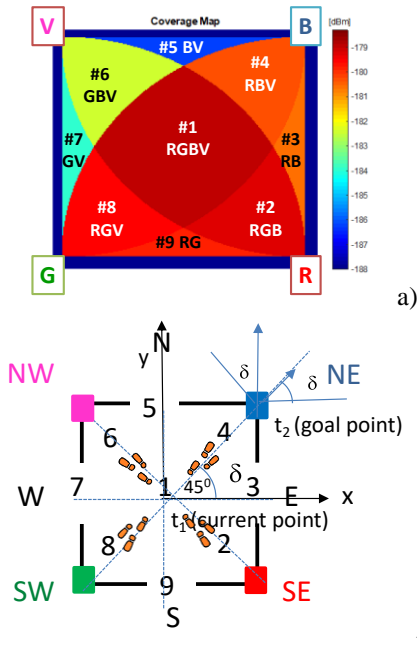 Coverage Map
[dBm]
V
B
#5 BV
#4
RBV
#6
GBV
#1
RGBV
#7
GV
#3
RB
#8
RGV
#2
RGB
#9 RG
G
R
-179
-180
-181
-182
-183
-184
-185
-186
-187
-188
a)
N
y
NW
NE
δ
δ
5
t2 (goal point)
6
4
δ
W
7
1
45⁰
3
E
x
t1 (current point)
8
2
SW
9
SE
S